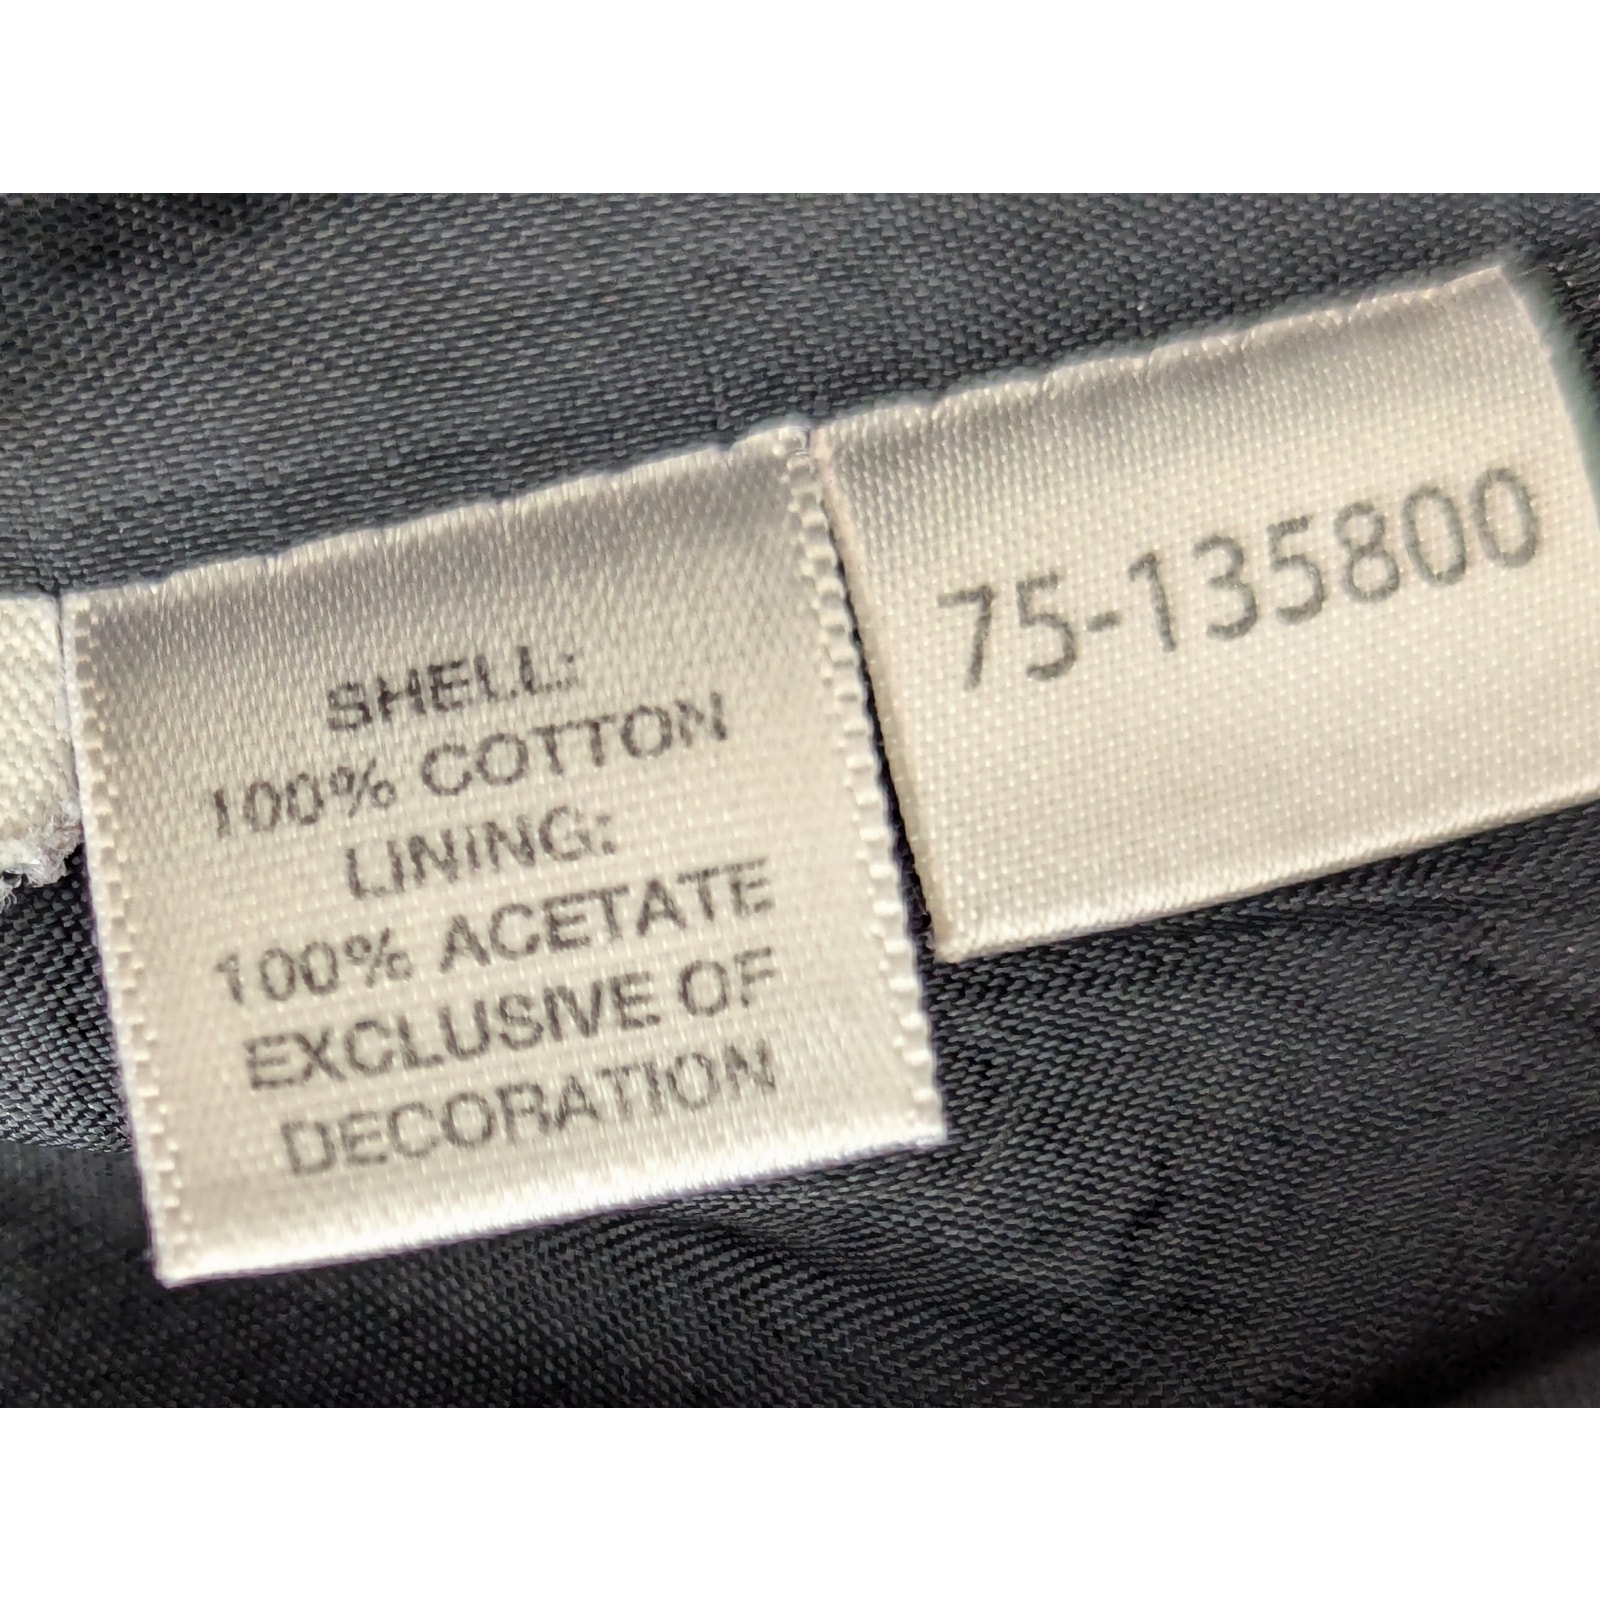 SHELL:
100% COTTON
LINING:
100% ACETATE
EXCLUSIVE OF
DECORATION
75-135800